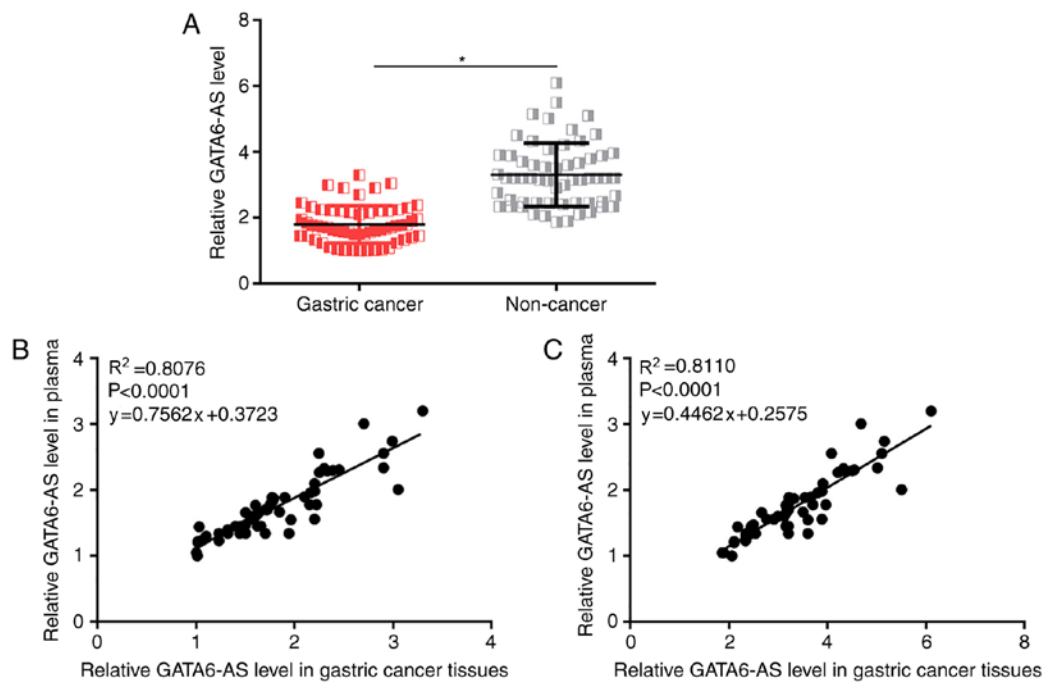 A
Relative GATA6-AS level
8
6
4
2
0
*
Gastric cancer
Non-cancer
B
Relative GATA6-AS level in plasma
4
3
2
1
0
R²=0.8076
P<0.0001
y=0.7562x+0.3723
0
1
2
3
4
Relative GATA6-AS level in gastric cancer tissues
C
Relative GATA6-AS level in plasma
4
3
2
1
0
R²=0.8110
P<0.0001
y=0.4462x+0.2575
0
2
4
6
8
Relative GATA6-AS level in gastric cancer tissues